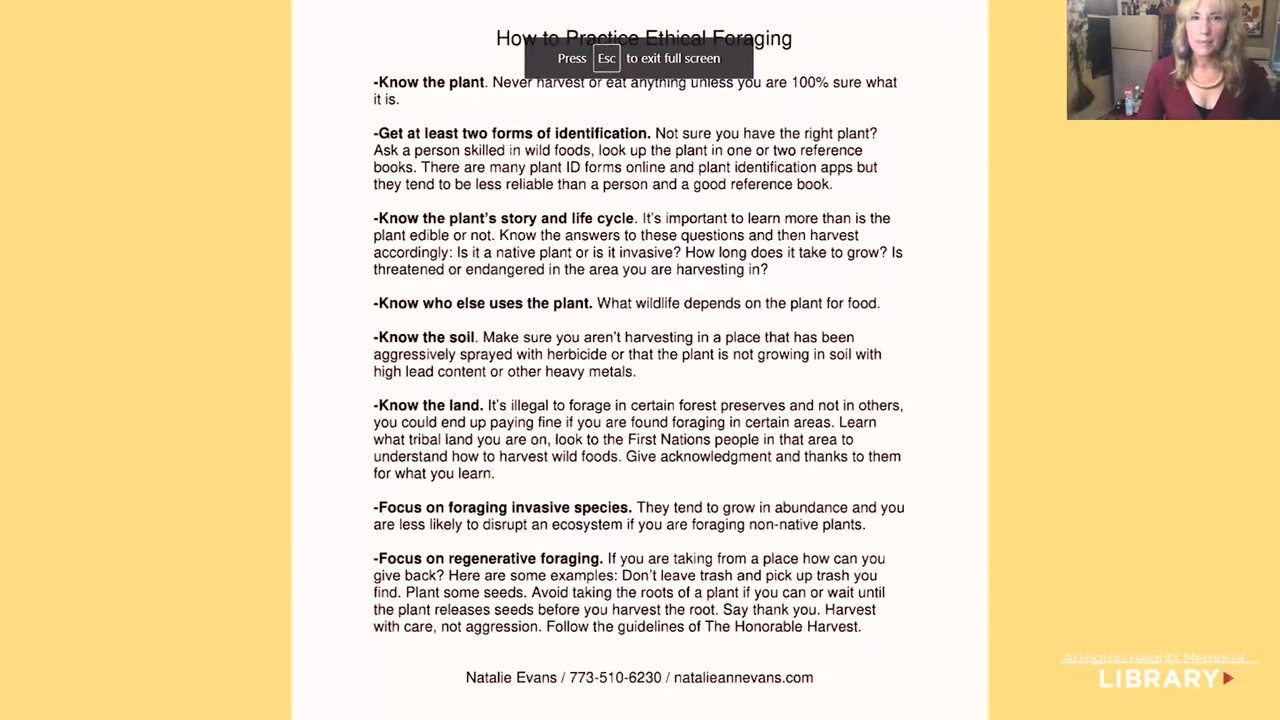 How to Practice Ethical Foraging
Press Esc to exit full screen
-Know the plant. Never harvest or eat anything unless you are 100% sure what
it is.
-Get at least two forms of identification. Not sure you have the right plant?
Ask a person skilled in wild foods, look up the plant in one or two reference
books. There are many plant ID forms online and plant identification apps but
they tend to be less reliable than a person and a good reference book.
-Know the plant's story and life cycle. It's important to learn more than is the
plant edible or not. Know the answers to these questions and then harvest
accordingly: Is it a native plant or is it invasive? How long does it take to grow? Is
threatened or endangered in the area you are harvesting in?
-Know who else uses the plant. What wildlife depends on the plant for food.
-Know the soil. Make sure you aren't harvesting in a place that has been
aggressively sprayed with herbicide or that the plant is not growing in soil with
high lead content or other heavy metals.
-Know the land. It's illegal to forage in certain forest preserves and not in others,
you could end up paying fine if you are found foraging in certain areas. Learn
what tribal land you are on, look to the First Nations people in that area to
understand how to harvest wild foods. Give acknowledgment and thanks to them
for what you learn.
-Focus on foraging invasive species. They tend to grow in abundance and you
are less likely to disrupt an ecosystem if you are foraging non-native plants.
-Focus on regenerative foraging. If you are taking from a place how can you
give back? Here are some examples: Don't leave trash and pick up trash you
find. Plant some seeds. Avoid taking the roots of a plant if you can or wait until
the plant releases seeds before you harvest the root. Say thank you. Harvest
with care, not aggression. Follow the guidelines of The Honorable Harvest.
Natalie Evans / 773-510-6230 / natalieannevans.com
Arlington Heights Memorial
LIBRARY